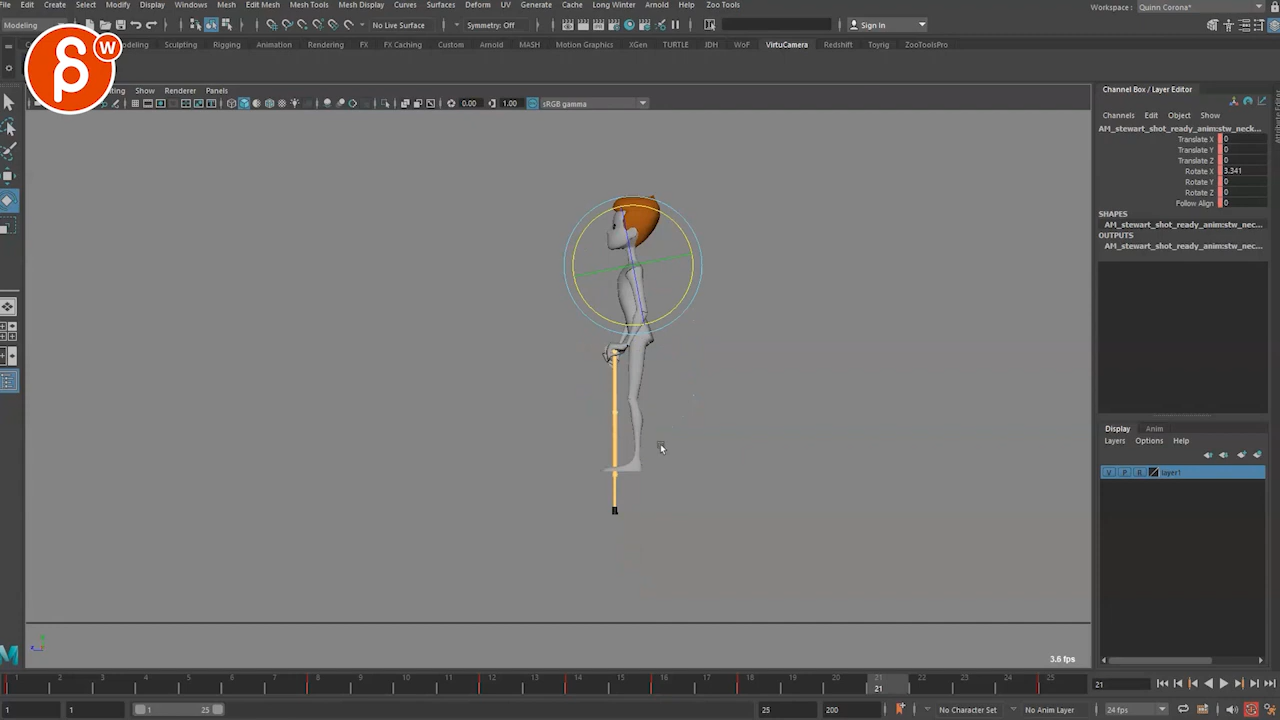 File Edit Create Select Modify Display Windows Mesh Edit Mesh Mesh Tools Mesh Display Curves Surfaces Deform UV Generate Cache Long Winter Arnold Help Zoo Tools Workspace : Quinn Corona*
Modeling No Live Surface Symmetry: Off Sign In
W
Modeling Sculpting Rigging Animation Rendering FX FX Caching Custom Arnold MASH Motion Graphics XGen TURTLE JDH WoF VirtuCamera Redshift Toyrig ZooToolsPro
Show Renderer Panels
0.00 1.00 sRGB gamma
Channel Box / Layer Editor
Channels Edit Object Show
AM_stewart_shot_ready_anim:stw_neck...
Translate X 0
Translate Y 0
Translate Z 0
Rotate X 3.341
Rotate Y 0
Rotate Z 0
Follow Align 0
SHAPES
AM_stewart_shot_ready_anim:stw_nec...
OUTPUTS
AM_stewart_shot_ready_anim:stw_nec...
Display Anim
Layers Options Help
V P R layer1
3.6 fps
1 2 3 4 5 6 7 8 9 10 11 12 13 14 15 16 17 18 19 20 21 22 23 24 25
21 21
1 1 1 25 25 200 No Character Set No Anim Layer 24 fps